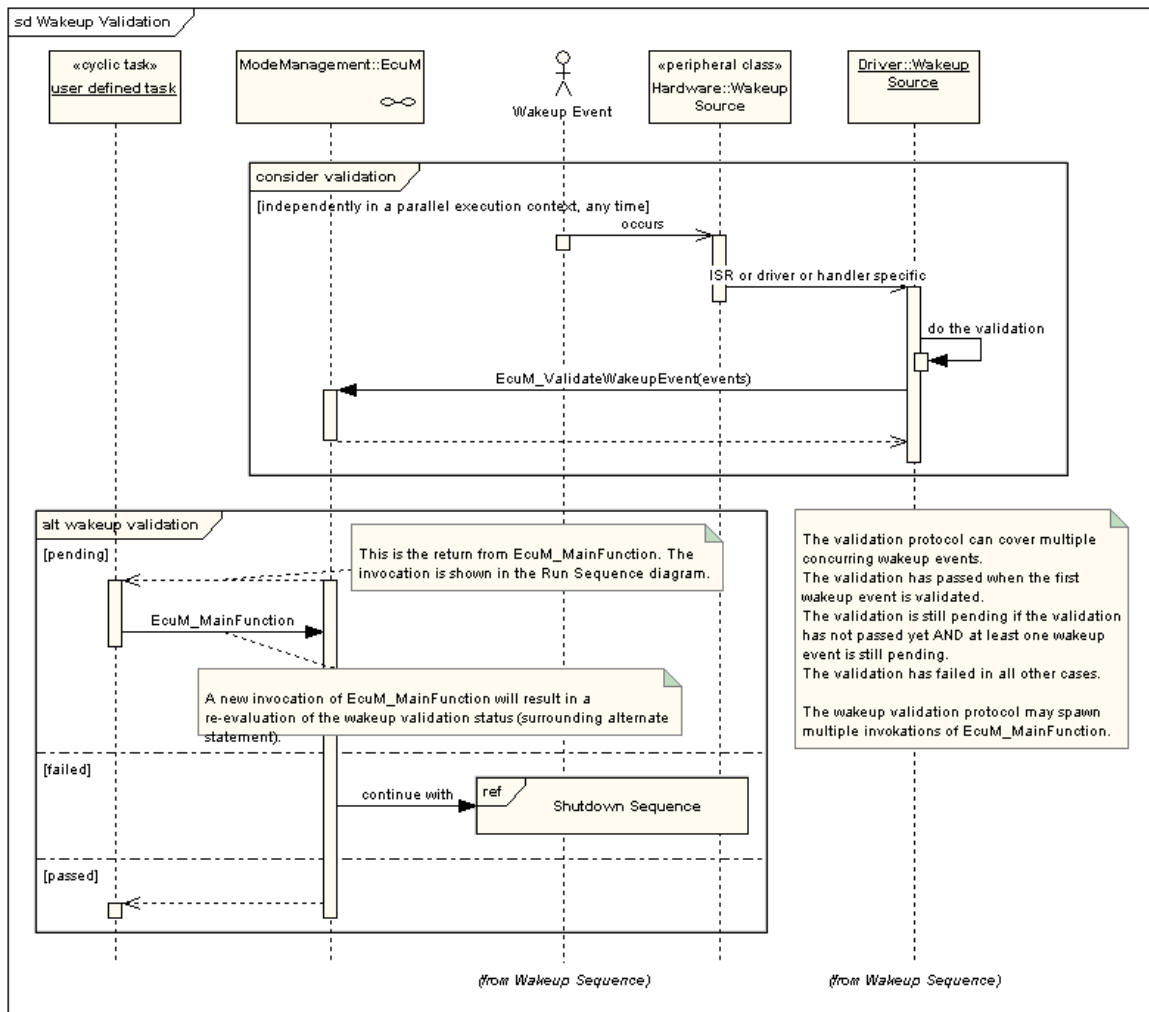 sd Wakeup Validation
«cyclic task»
user defined task
ModeManagement::EcuM
Wakeup Event
«peripheral class»
Hardware::Wakeup
Source
Driver::Wakeup
Source
consider validation
[independently in a parallel execution context, any time]
occurs
ISR or driver or handler specific
do the validation
EcuM_ValidateWakeupEvent(events)
alt wakeup validation
[pending]
This is the return from EcuM_MainFunction. The
invocation is shown in the Run Sequence diagram.
EcuM_MainFunction
A new invocation of EcuM_MainFunction will result in a
re-evaluation of the wakeup validation status (surrounding alternate
statement).
The validation protocol can cover multiple
concurring wakeup events.
The validation has passed when the first
wakeup event is validated.
The validation is still pending if the validation
has not passed yet AND at least one wakeup
event is still pending.
The validation has failed in all other cases.
The wakeup validation protocol may spawn
multiple invokations of EcuM_MainFunction.
[failed]
continue with
ref
Shutdown Sequence
[passed]
(from Wakeup Sequence)
(from Wakeup Sequence)